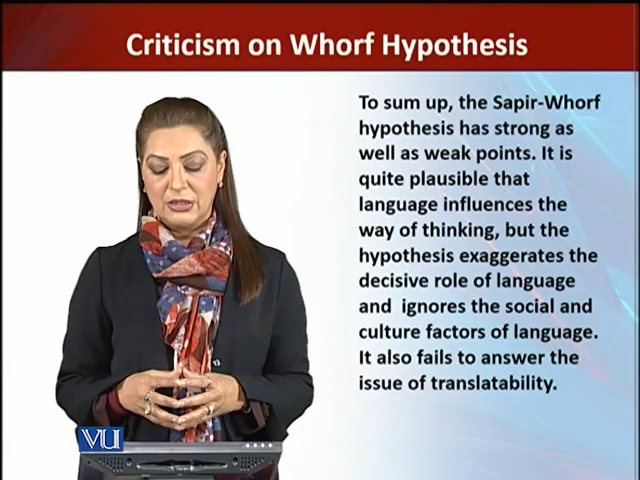 Criticism on Whorf Hypothesis
To sum up, the Sapir-Whorf
hypothesis has strong as
well as weak points. It is
quite plausible that
language influences the
way of thinking, but the
hypothesis exaggerates the
decisive role of language
and  ignores the social and
culture factors of language.
It also fails to answer the
issue of translatability.
VU